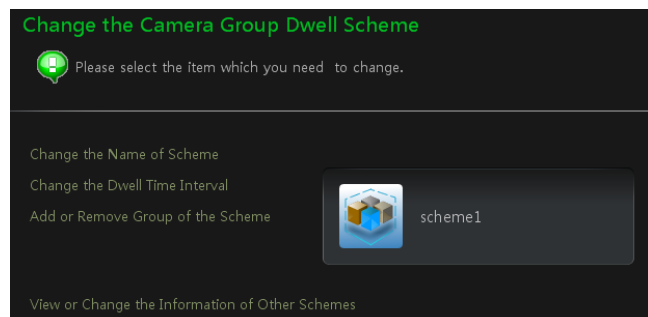 Change the Camera Group Dwell Scheme
Please select the item which you need to change.
Change the Name of Scheme
Change the Dwell Time Interval
Add or Remove Group of the Scheme
scheme1
View or Change the Information of Other Schemes